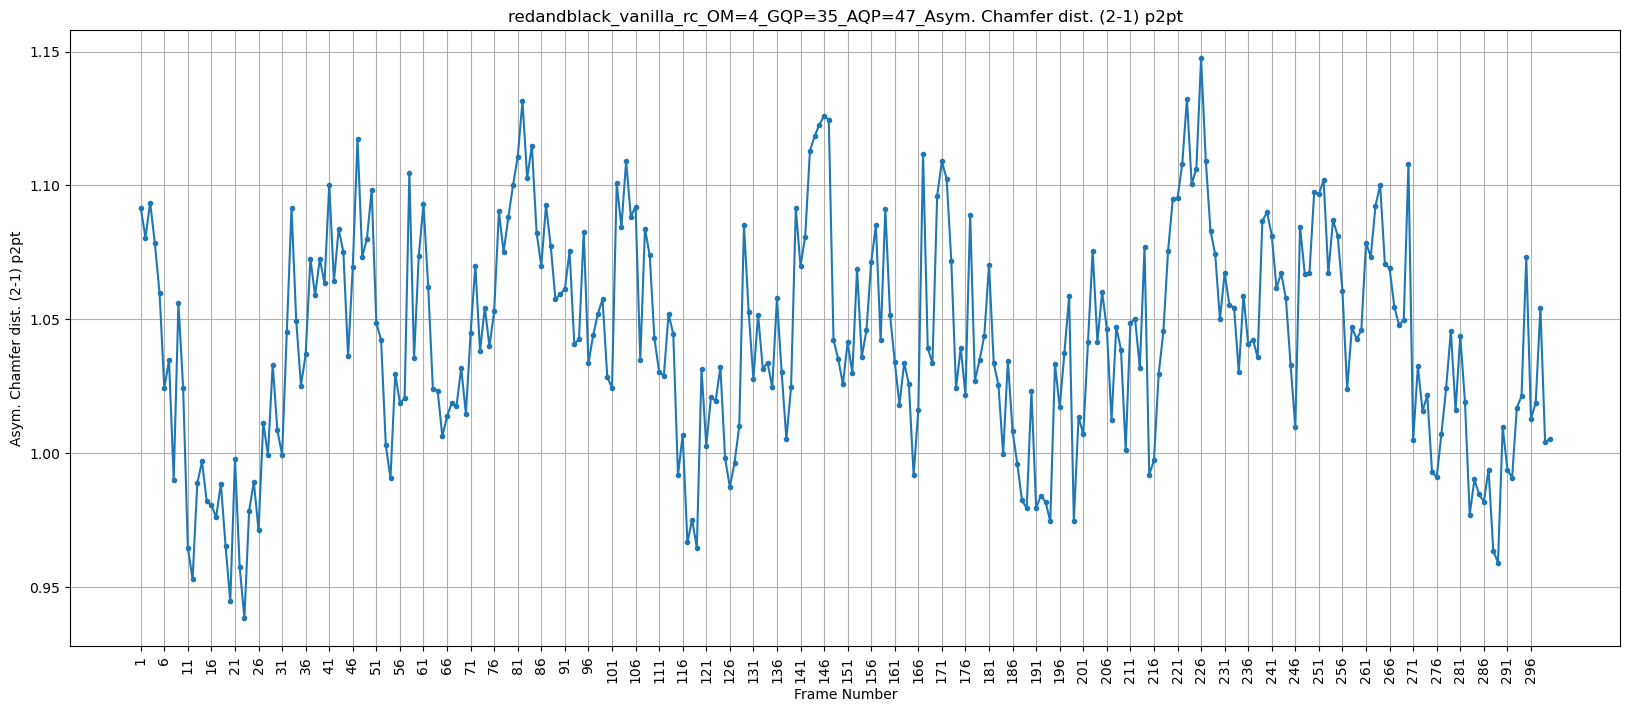 redandblack_vanilla_rc_OM=4_GQP=35_AQP=47_Asym. Chamfer dist. (2-1) p2pt
Asym. Chamfer dist. (2-1) p2pt
1.15
1.10
1.05
1.00
0.95
1 6 11 16 21 26 31 36 41 46 51 56 61 66 71 76 81 86 91 96 101 106 111 116 121 126 131 136 141 146 151 156 161 166 171 176 181 186 191 196 201 206 211 216 221 226 231 236 241 246 251 256 261 266 271 276 281 286 291 296
Frame Number